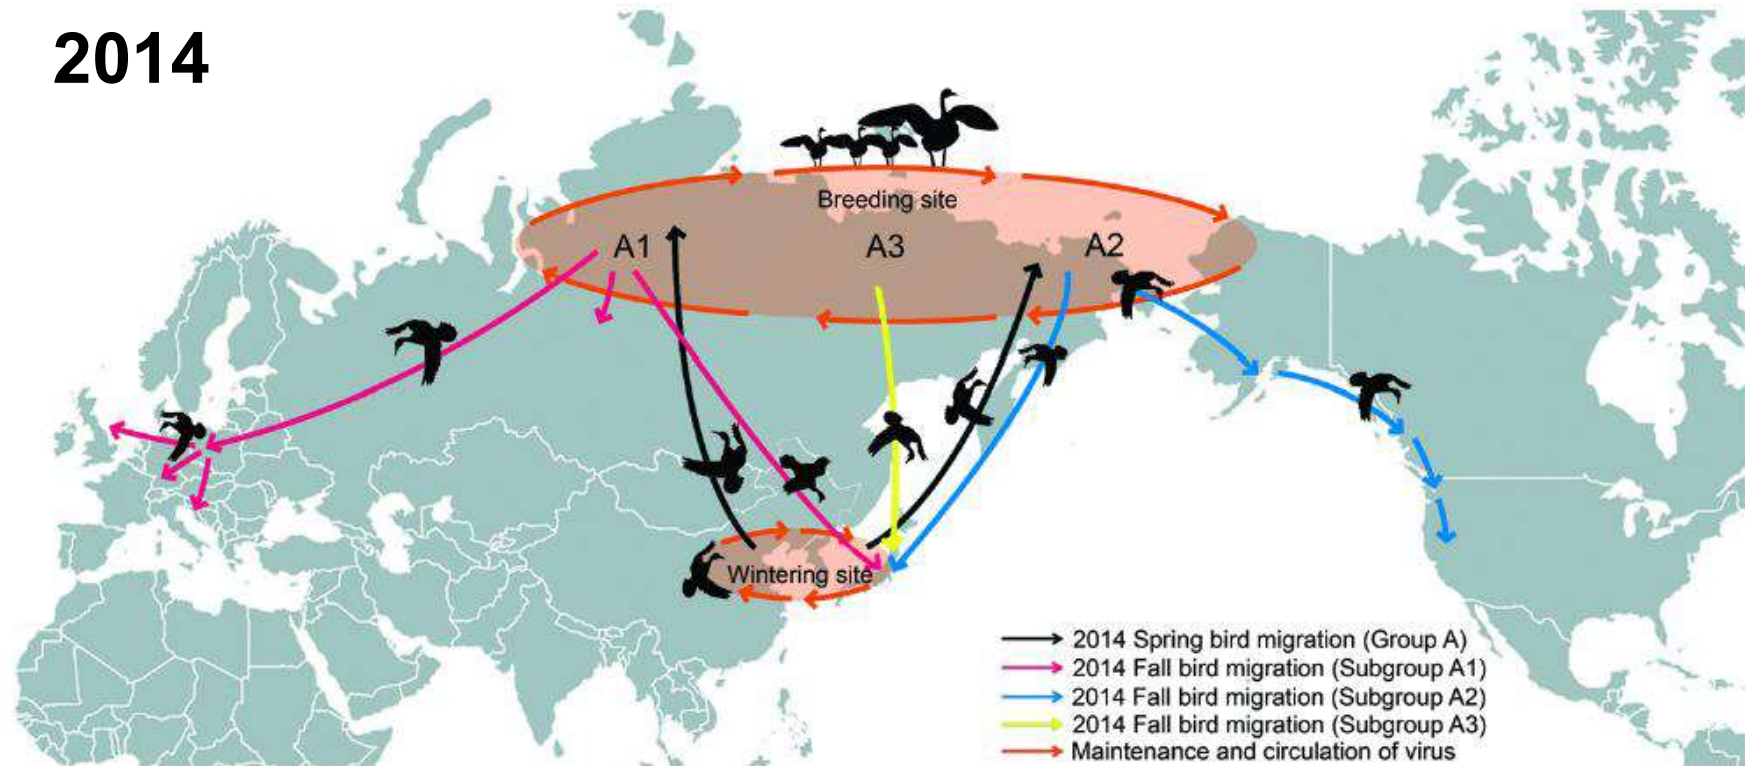 2014
Breeding site
A1
A3
A2
Wintering site
2014 Spring bird migration (Group A)
2014 Fall bird migration (Subgroup A1)
2014 Fall bird migration (Subgroup A2)
2014 Fall bird migration (Subgroup A3)
Maintenance and circulation of virus